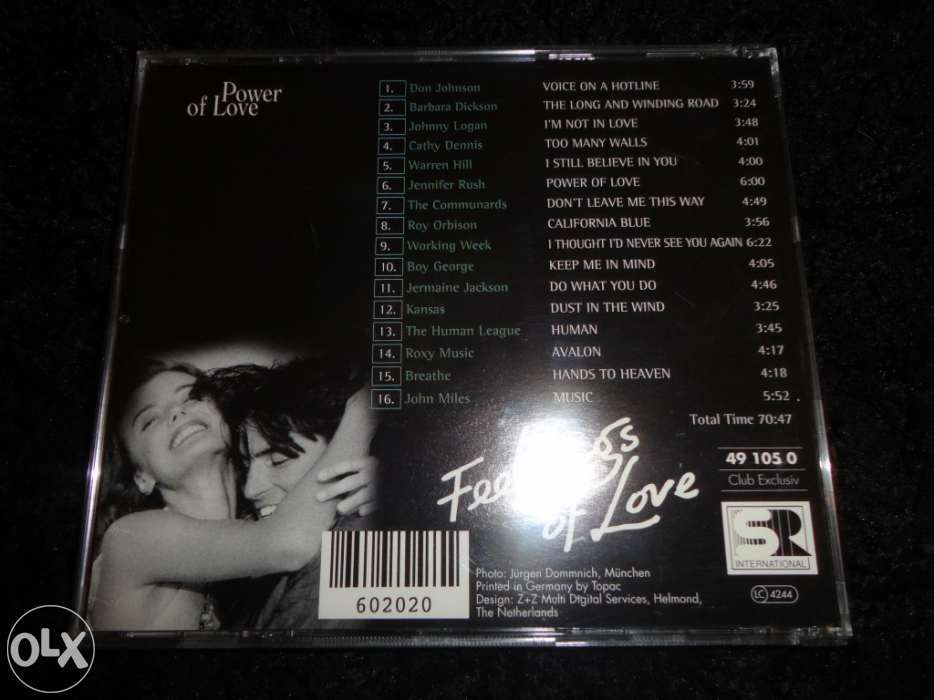 Power
of Love
1. Don Johnson VOICE ON A HOTLINE 3:59
2. Barbara Dickson THE LONG AND WINDING ROAD 3:24
3. Johnny Logan I'M NOT IN LOVE 3:48
4. Cathy Dennis TOO MANY WALLS 4:01
5. Warren Hill I STILL BELIEVE IN YOU 4:00
6. Jennifer Rush POWER OF LOVE 6:00
7. The Communards DON'T LEAVE ME THIS WAY 4:49
8. Roy Orbison CALIFORNIA BLUE 3:56
9. Working Week I THOUGHT I'D NEVER SEE YOU AGAIN 6:22
10. Boy George KEEP ME IN MIND 4:05
11. Jermaine Jackson DO WHAT YOU DO 4:46
12. Kansas DUST IN THE WIND 3:25
13. The Human League HUMAN 3:45
14. Roxy Music AVALON 4:17
15. Breathe HANDS TO HEAVEN 4:18
16. John Miles MUSIC 5:52
Total Time 70:47
Feelings
of Love
49 105 0
Club Exclusiv
SR
INTERNATIONAL
LC 4244
602020
Photo: Jürgen Dommnich, München
Printed in Germany by Topac
Design: Z+Z Multi Digital Services, Helmond,
The Netherlands
OLX